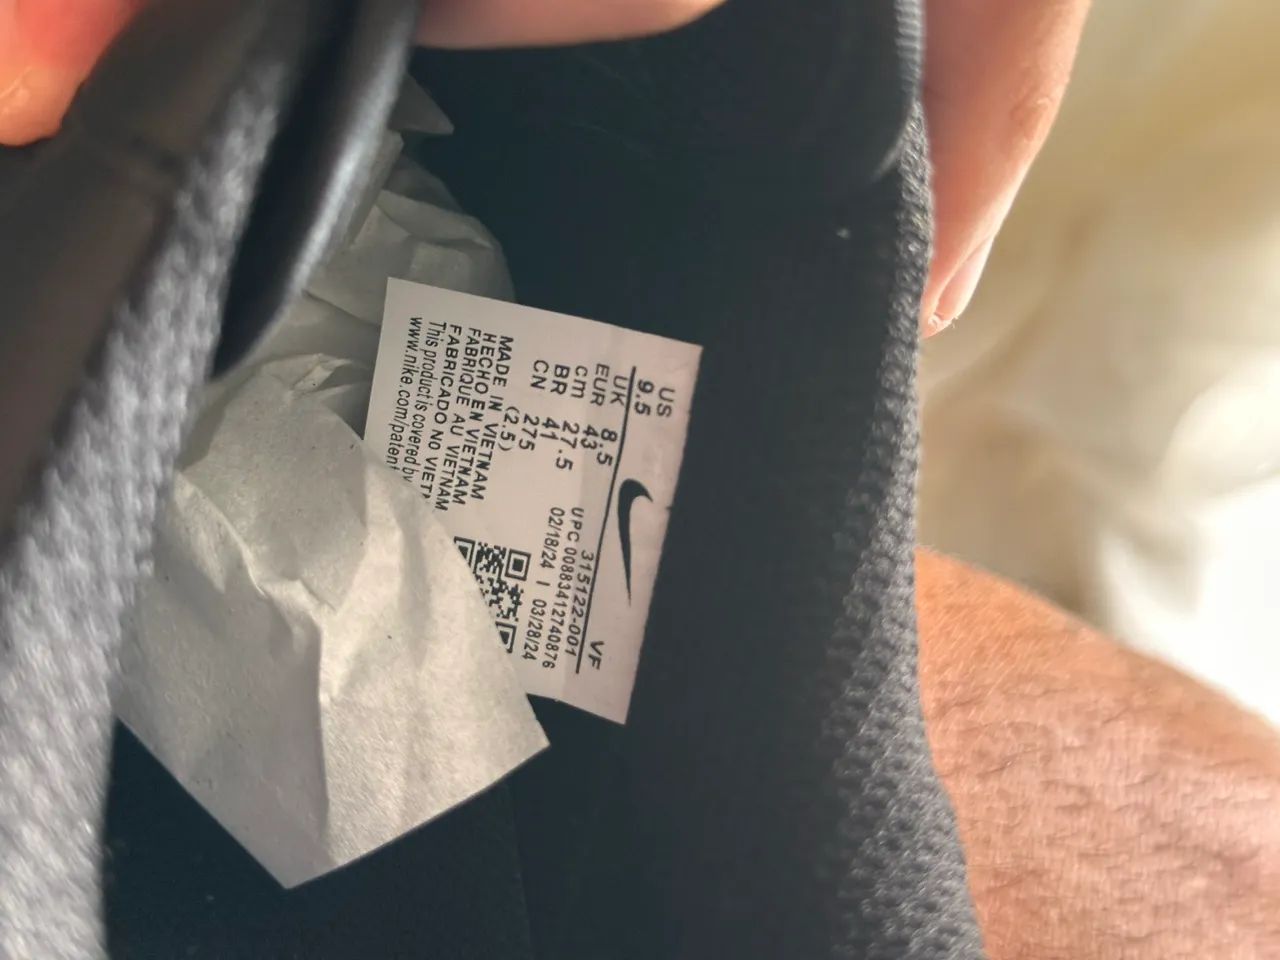 US
9.5
UK 8.5
EUR 43
cm 27.5
BR 41
CN 275
(2.5)
MADE IN VIETNAM
HECHO EN VIETNAM
FABRIQUE AU VIETNAM
FABRICADO NO VIETN
This product is covered by
www.nike.com/patent
VF
315122-001
UPC 00883412740876
02/18/24 | 03/28/24